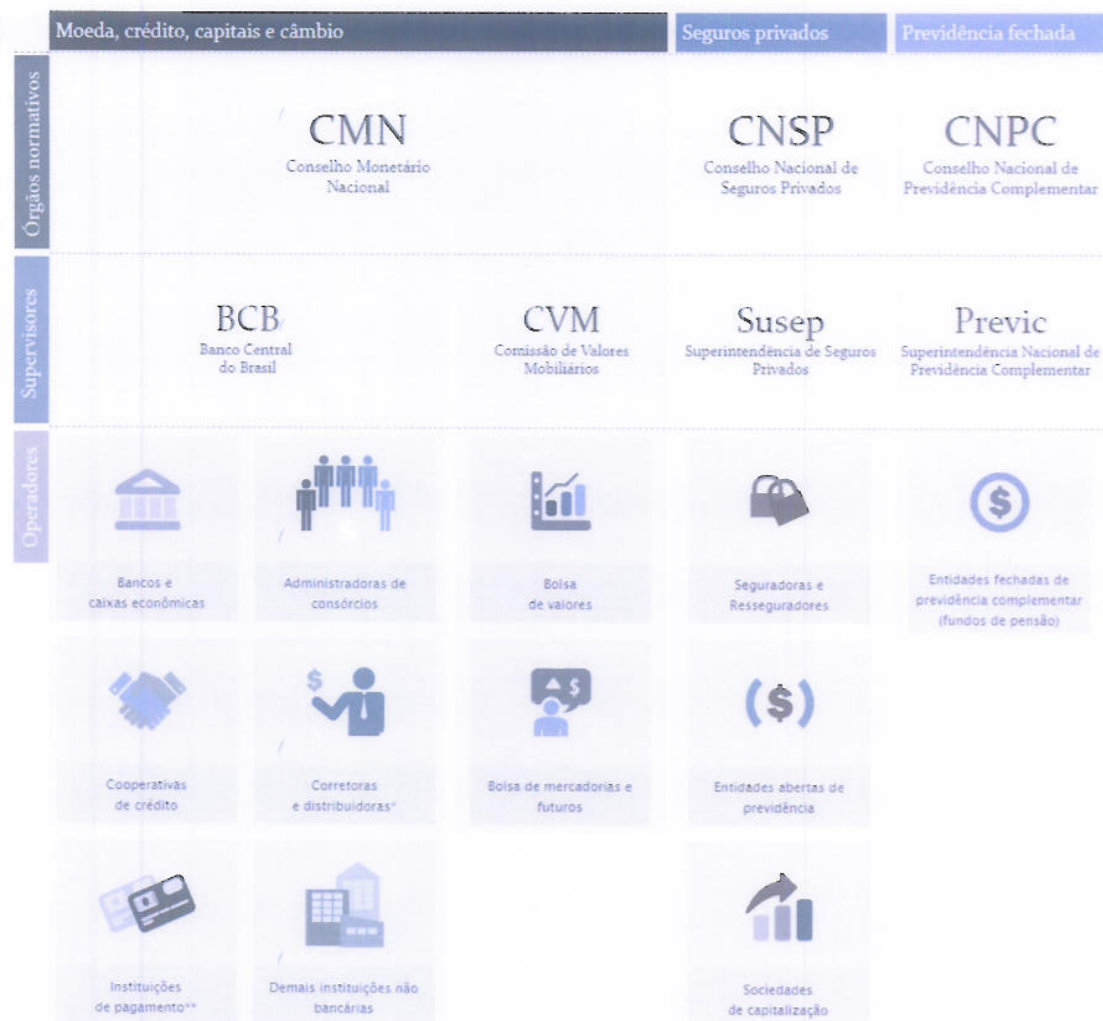 Moeda, crédito, capitais e câmbio
Seguros privados
Previdência fechada
Órgãos normativos
CMN
Conselho Monetário
Nacional
CNSP
Conselho Nacional de
Seguros Privados
CNPC
Conselho Nacional de
Previdência Complementar
Supervisores
BCB
Banco Central
do Brasil
CVM
Comissão de Valores
Mobiliários
Susep
Superintendência de Seguros
Privados
Previc
Superintendência Nacional de
Previdência Complementar
Operadores
Bancos e
caixas econômicas
Administradoras de
consórcios
Bolsa
de valores
Seguradoras e
Resseguradores
Entidades fechadas de
previdência complementar
(fundos de pensão)
Cooperativas
de crédito
Corretoras
e distribuidoras*
Bolsa de mercadorias e
futuros
Entidades abertas de
previdência
Instituições
de pagamento**
Demais instituições não
bancárias
Sociedades
de capitalização